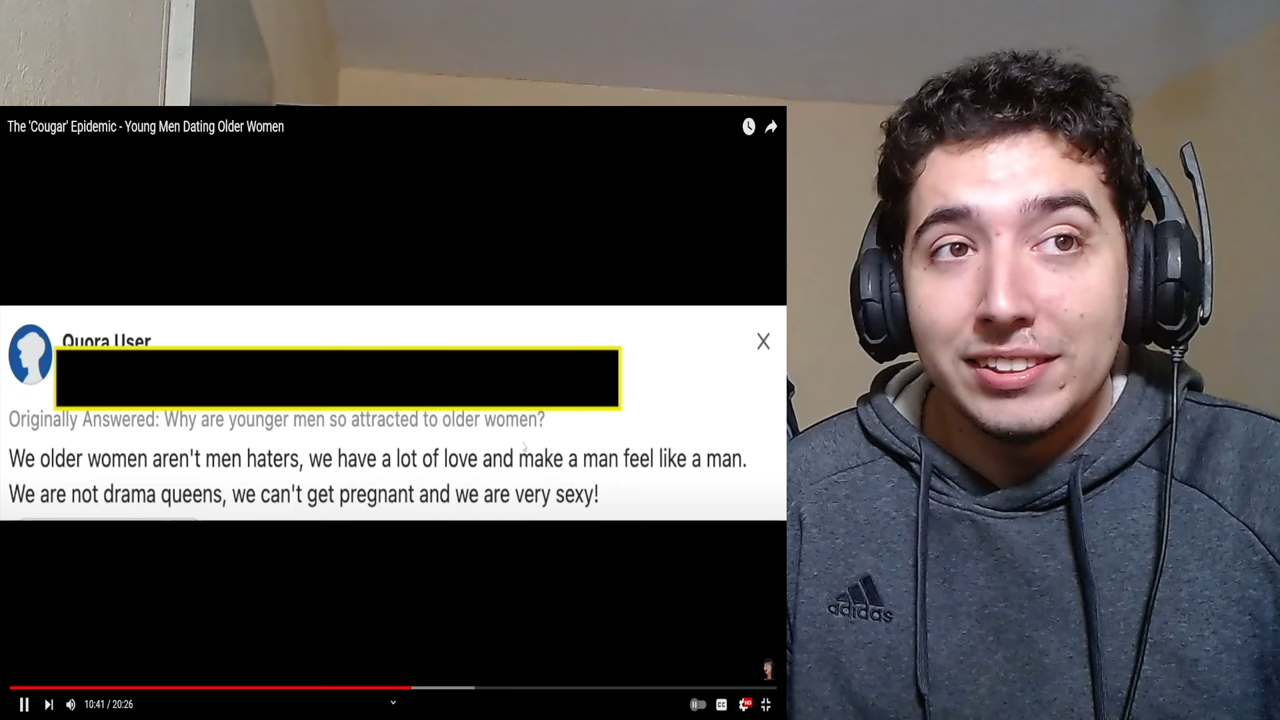 The 'Cougar' Epidemic - Young Men Dating Older Women
Quora User
X
Originally Answered: Why are younger men so attracted to older women?
We older women aren't men haters, we have a lot of love and make a man feel like a man.
We are not drama queens, we can't get pregnant and we are very sexy!
adidas
10:41 / 20:26
CC
HD